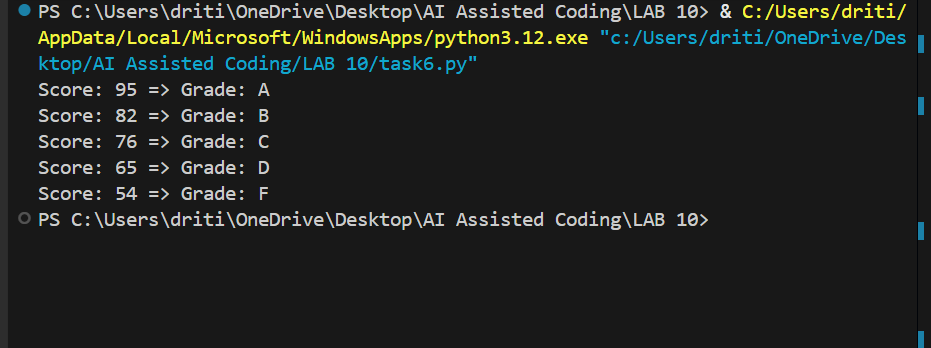 PS C:\Users\driti\OneDrive\Desktop\AI Assisted Coding\LAB 10> & C:/Users/driti/
AppData/Local/Microsoft/WindowsApps/python3.12.exe "c:/Users/driti/OneDrive/Des
ktop/AI Assisted Coding/LAB 10/task6.py"
Score: 95 => Grade: A
Score: 82 => Grade: B
Score: 76 => Grade: C
Score: 65 => Grade: D
Score: 54 => Grade: F
PS C:\Users\driti\OneDrive\Desktop\AI Assisted Coding\LAB 10>